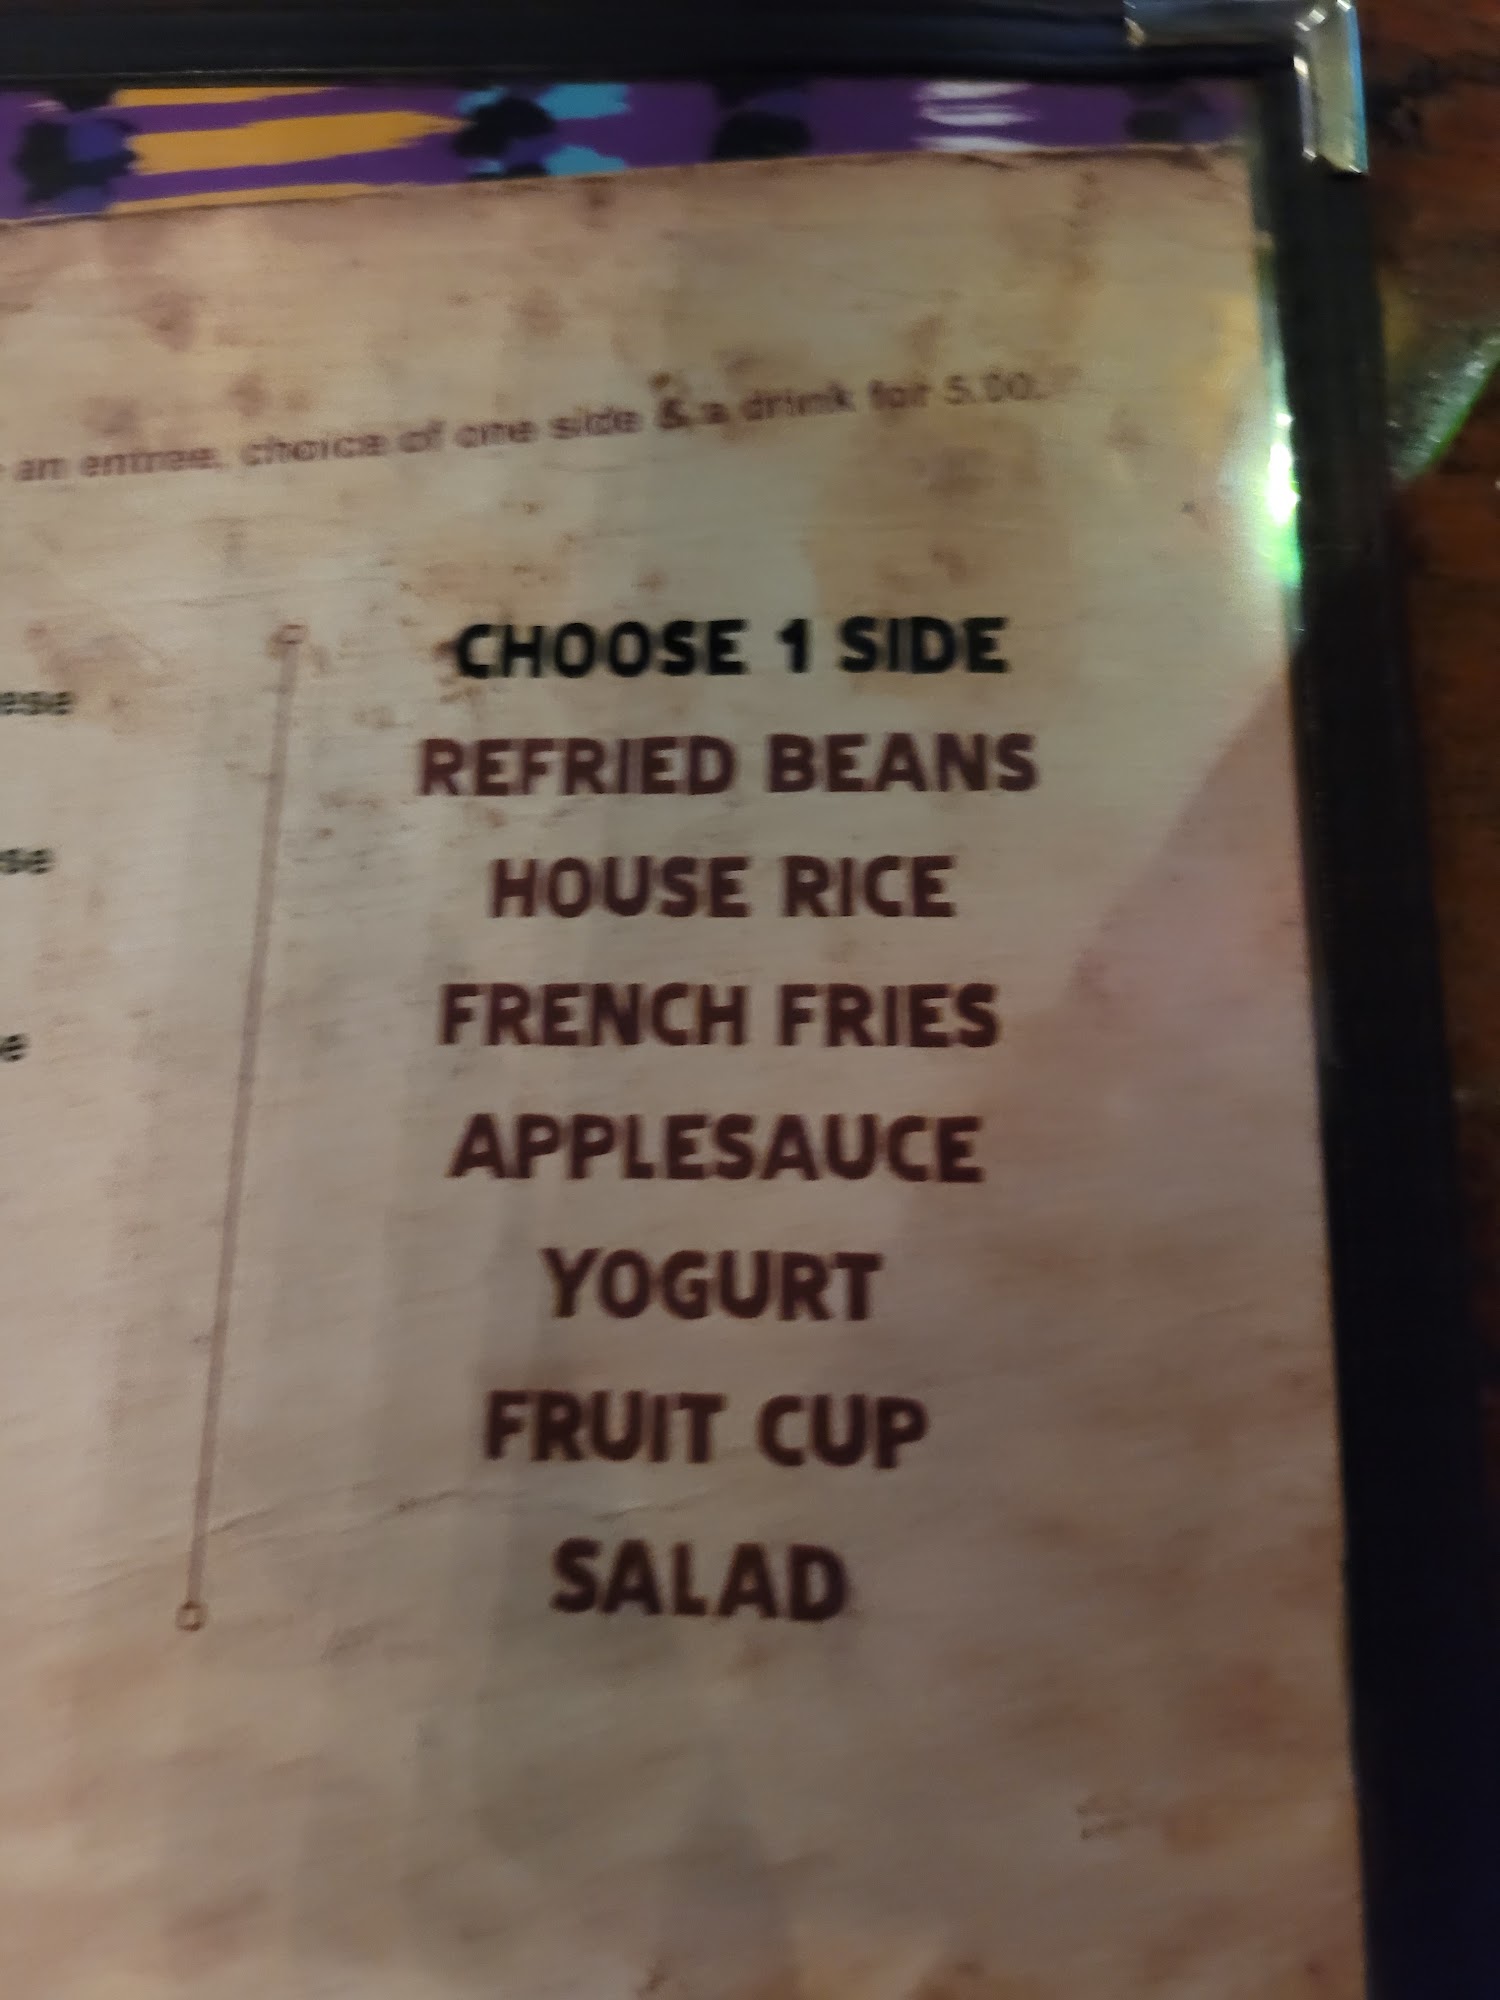 an entree, choice of one side & a drink for 5.00.
CHOOSE 1 SIDE
REFRIED BEANS
HOUSE RICE
FRENCH FRIES
APPLESAUCE
YOGURT
FRUIT CUP
SALAD